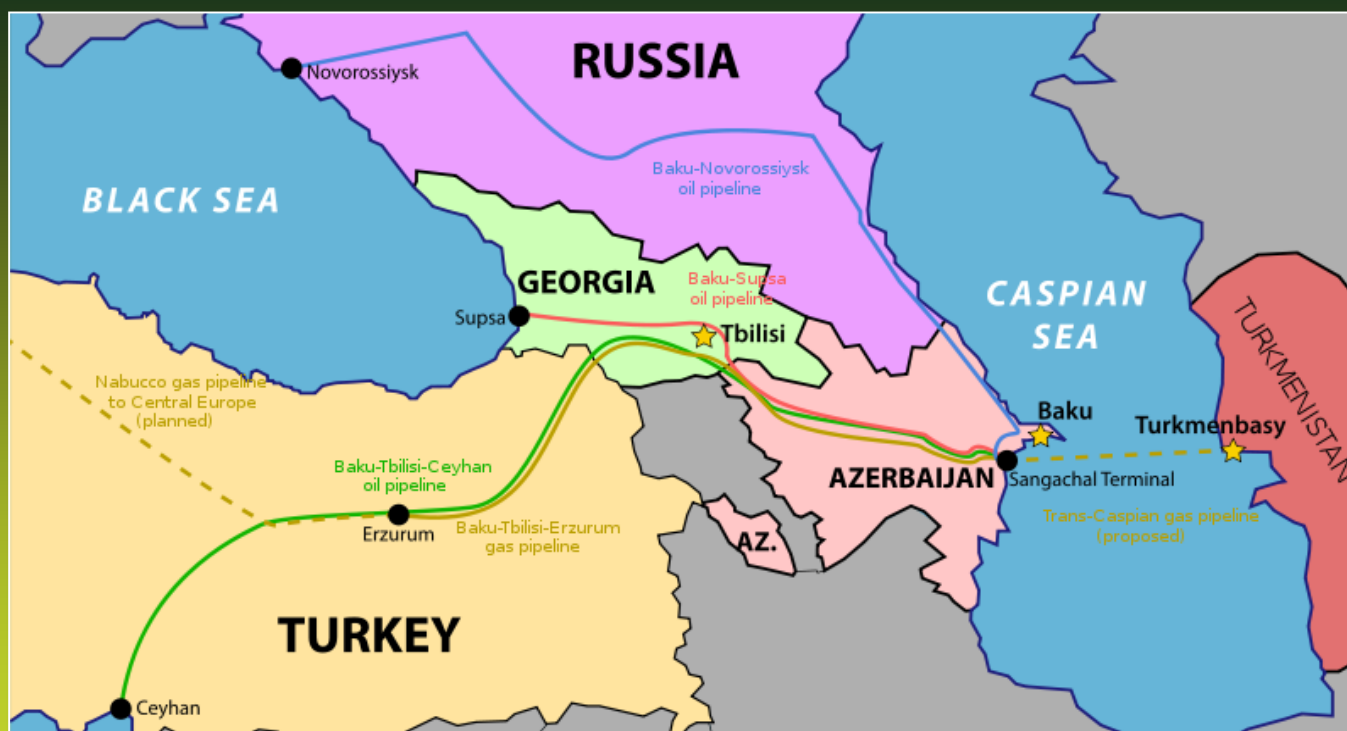 RUSSIA
Novorossiysk
Baku-Novorossiysk
oil pipeline
BLACK SEA
GEORGIA
Baku-Supsa
oil pipeline
CASPIAN
SEA
Supsa
Tbilisi
TURKMENISTAN
Nabucco gas pipeline
to Central Europe
(planned)
Baku
Turkmenbasy
Baku-Tbilisi-Ceyhan
oil pipeline
AZERBAIJAN
Sangachal Terminal
Erzurum
Baku-Tbilisi-Erzurum
gas pipeline
Trans-Caspian gas pipeline
(proposed)
AZ.
TURKEY
Ceyhan